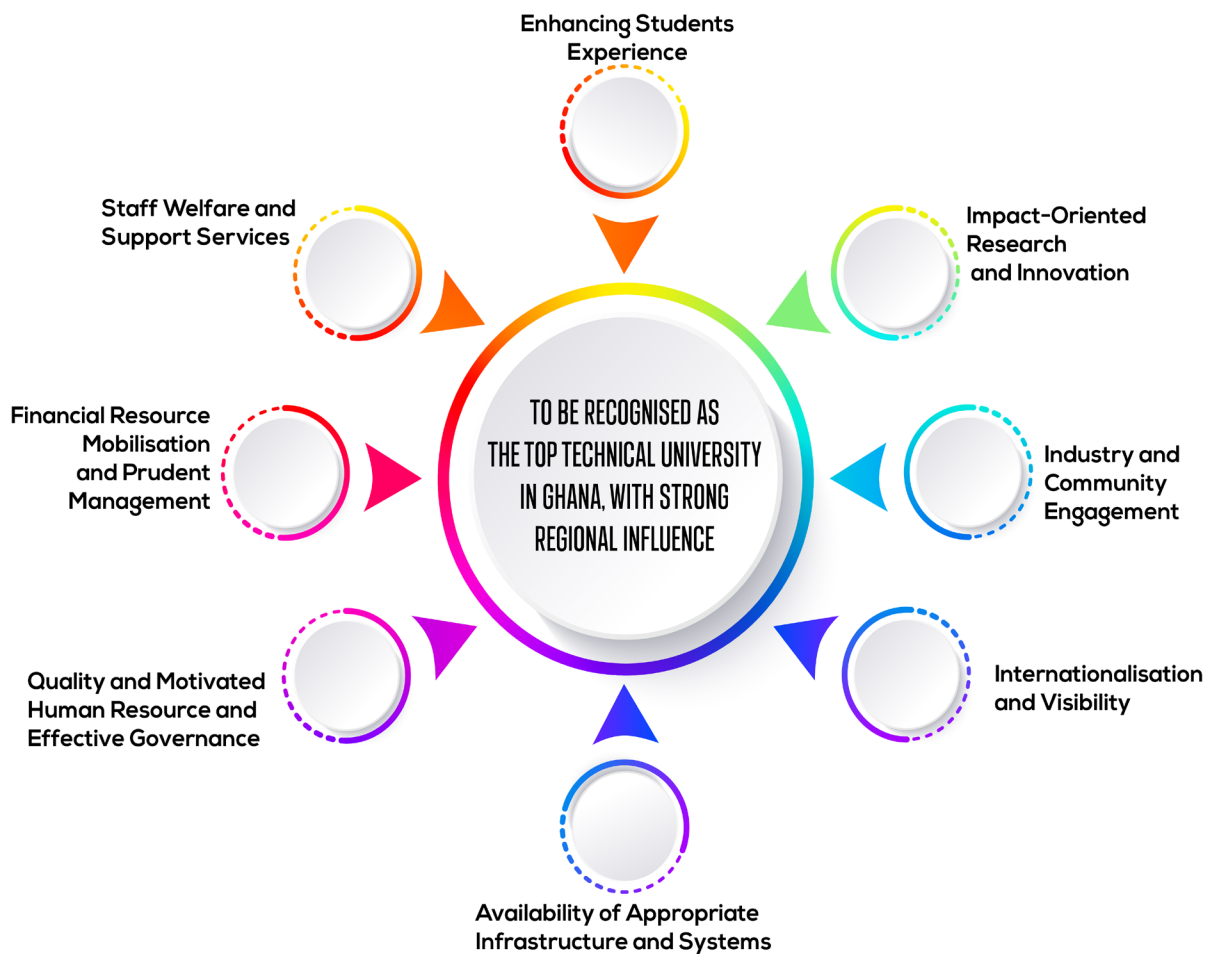 Enhancing Students
Experience
Impact-Oriented
Research
and Innovation
Industry and
Community
Engagement
Internationalisation
and Visibility
Availability of Appropriate
Infrastructure and Systems
Quality and Motivated
Human Resource and
Effective Governance
Financial Resource
Mobilisation
and Prudent
Management
Staff Welfare and
Support Services
TO BE RECOGNISED AS
THE TOP TECHNICAL UNIVERSITY
IN GHANA, WITH STRONG
REGIONAL INFLUENCE